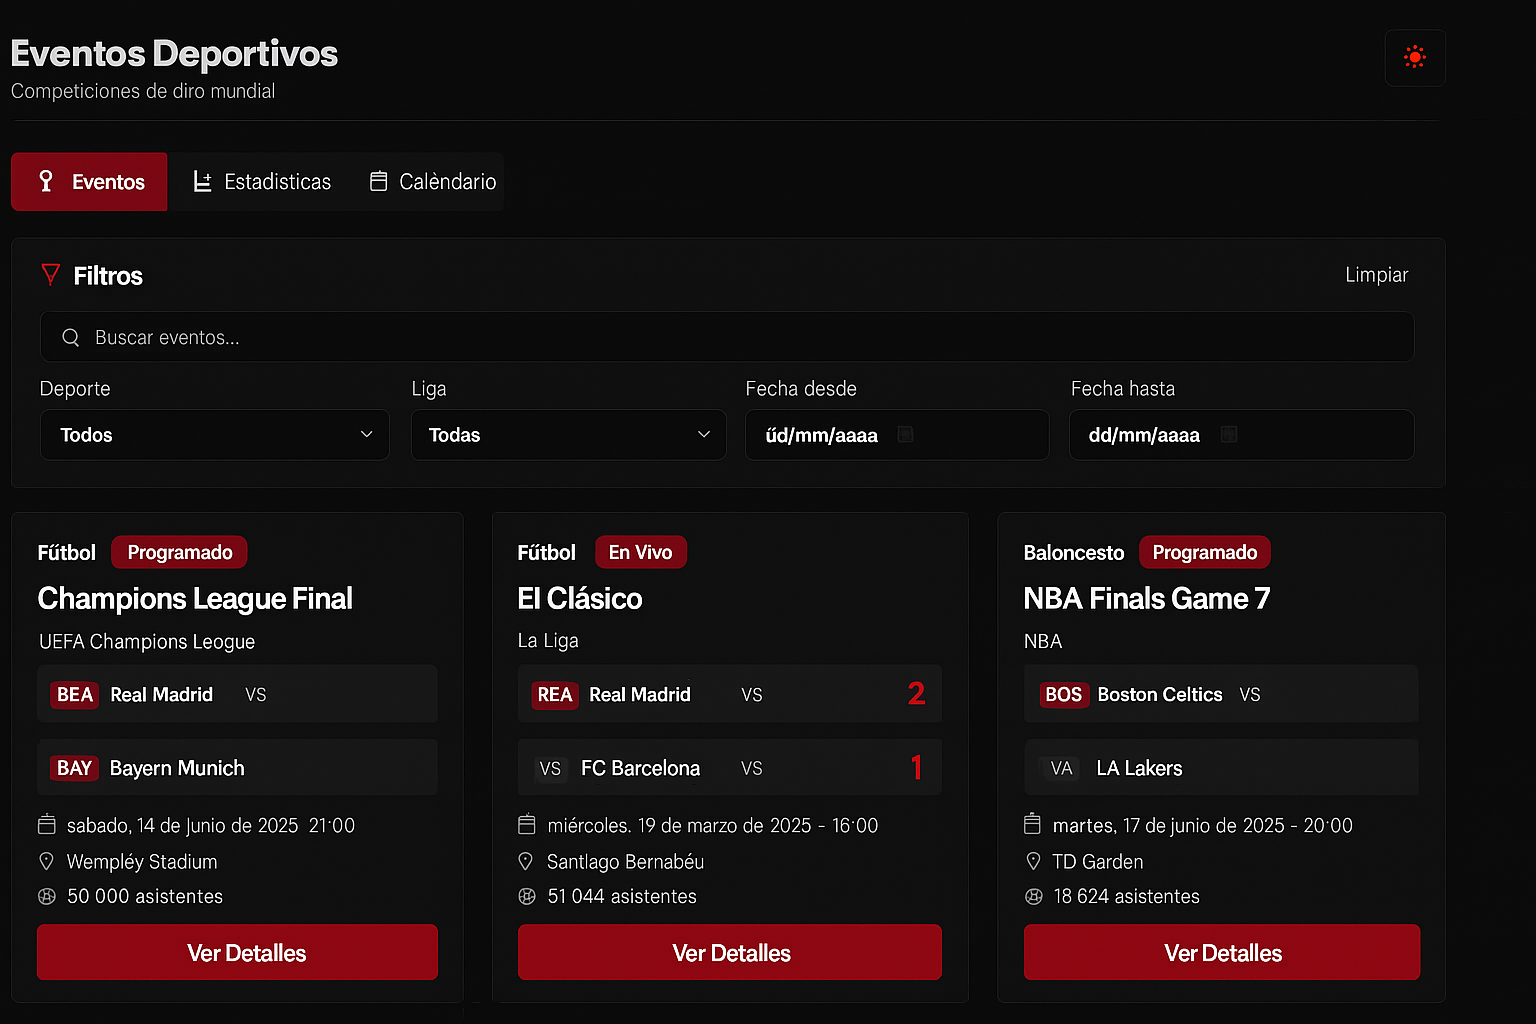 Eventos Deportivos
Competiciones de diro mundial
Eventos
Estadisticas
Calèndario
Filtros
Limpiar
Buscar eventos...
Deporte
Liga
Fecha desde
Fecha hasta
Todos
Todas
űd/mm/aaaa
dd/mm/aaaa
Fűtbol
Programado
Champions League Final
UEFA Champions Leogue
BEA Real Madrid VS
BAY Bayern Munich
sabado, 14 de Junio de 2025 21:00
Wempléy Stadium
50 000 asistentes
Ver Detalles
Fűtbol
En Vivo
El Clásico
La Liga
REA Real Madrid VS 2
VS FC Barcelona VS 1
miércoles. 19 de marzo de 2025 - 16:00
Santlago Bernabéu
51 044 asistentes
Ver Detalles
Baloncesto
Programado
NBA Finals Game 7
NBA
BOS Boston Celtics VS
VA LA Lakers
martes, 17 de junio de 2025 - 20:00
TD Garden
18 624 asistentes
Ver Detalles